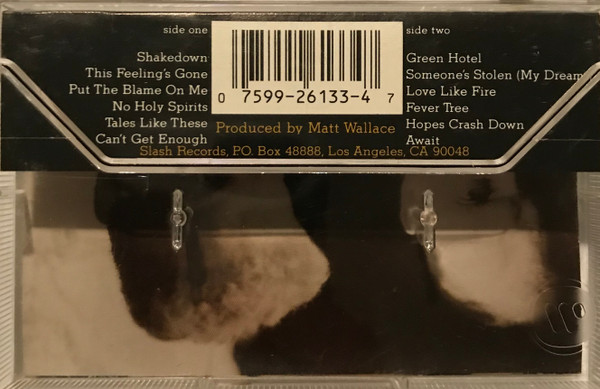 side one
Shakedown
This Feeling's Gone
Put The Blame On Me
No Holy Spirits
Tales Like These
Can't Get Enough
0 7599-26133-4 7
Produced by Matt Wallace
side two
Green Hotel
Someone's Stolen (My Dream
Love Like Fire
Fever Tree
Hopes Crash Down
Await
Slash Records, P.O. Box 48888, Los Angeles, CA 90048